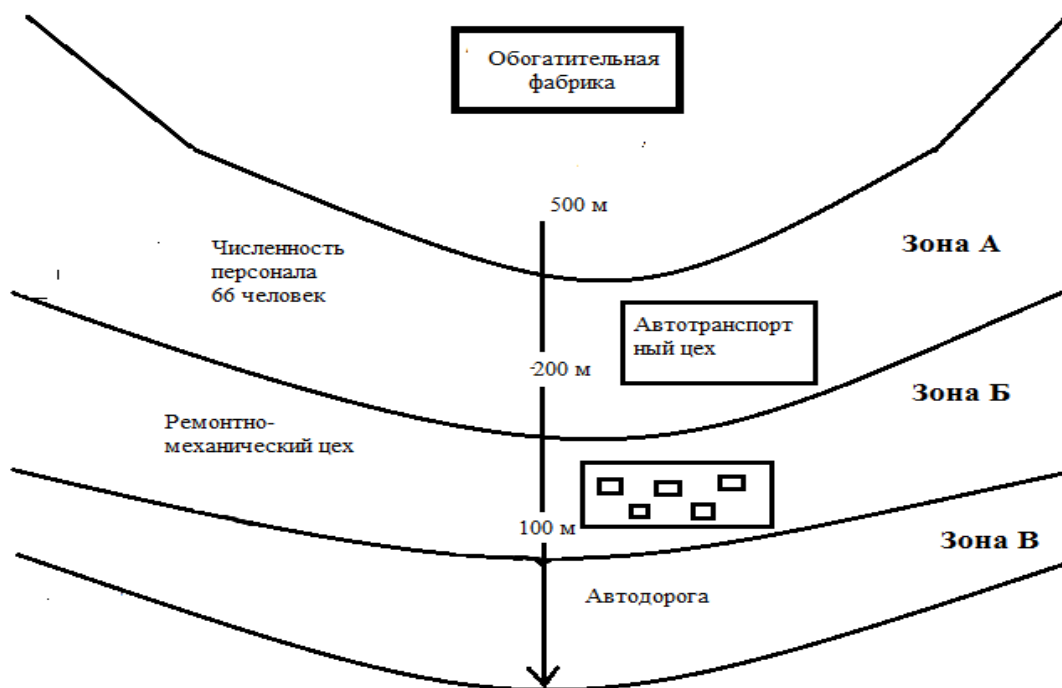 Обогатительная
фабрика
500 м
Зона А
Численность
персонала
66 человек
Автотранспорт
ный цех
-200 м
Зона Б
Ремонтно-
механический цех
100 м
Зона В
Автодорога